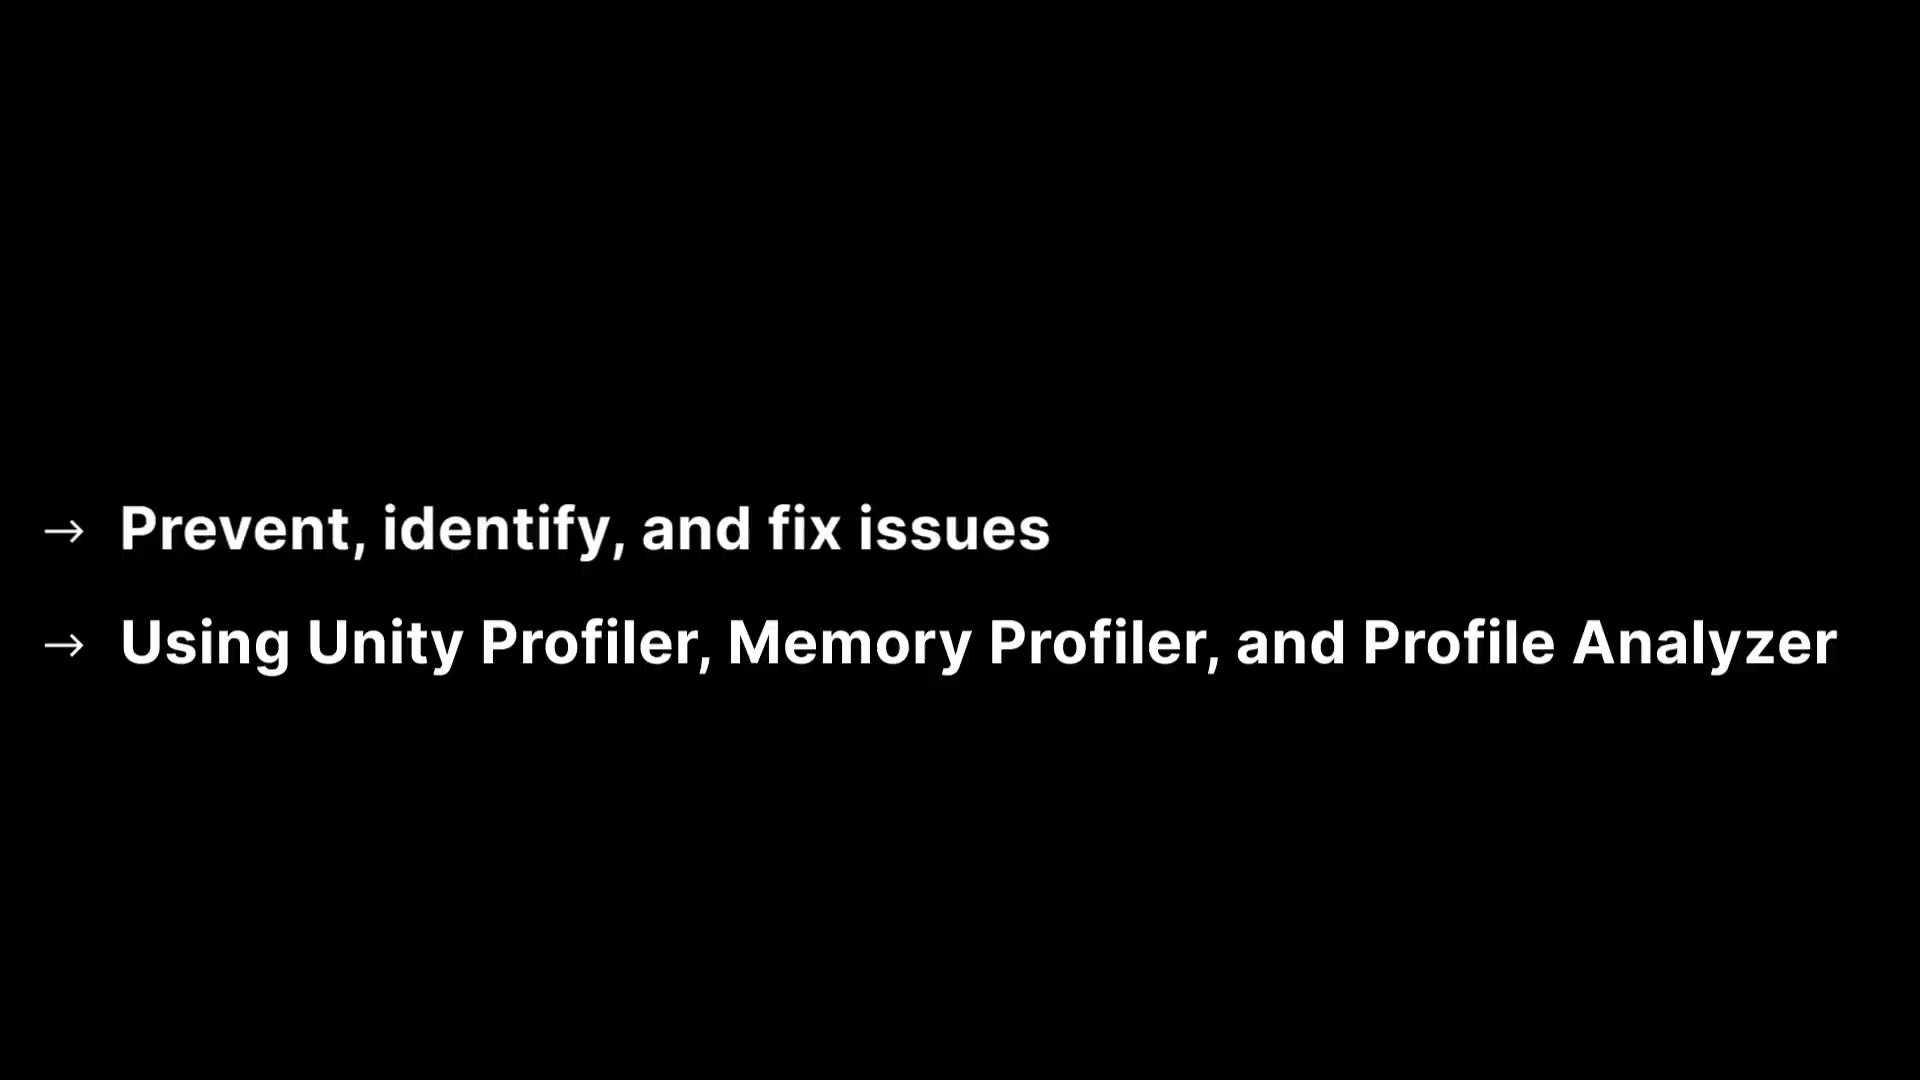 → Prevent, identify, and fix issues
→ Using Unity Profiler, Memory Profiler, and Profile Analyzer